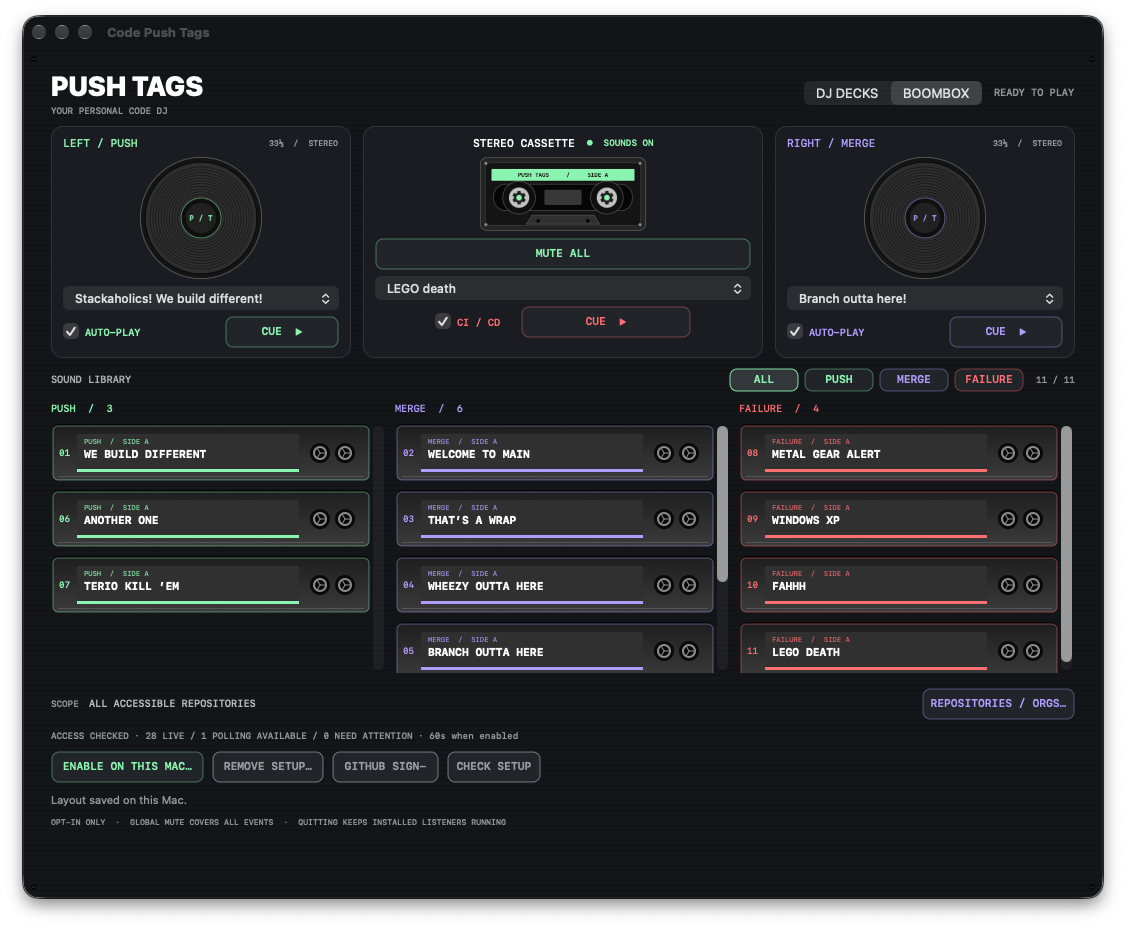 Code Push Tags
PUSH TAGS
YOUR PERSONAL CODE DJ
DJ DECKS
BOOMBOX
READY TO PLAY
LEFT / PUSH
33⅓ / STEREO
P / T
Stackaholics! We build different!
AUTO-PLAY
CUE
STEREO CASSETTE
SOUNDS ON
PUSH TAGS / SIDE A
MUTE ALL
LEGO death
CI / CD
CUE
RIGHT / MERGE
33⅓ / STEREO
P / T
Branch outta here!
AUTO-PLAY
CUE
SOUND LIBRARY
ALL
PUSH
MERGE
FAILURE
11 / 11
PUSH / 3
01
PUSH / SIDE A
WE BUILD DIFFERENT
06
PUSH / SIDE A
ANOTHER ONE
07
PUSH / SIDE A
TERIO KILL ’EM
MERGE / 6
02
MERGE / SIDE A
WELCOME TO MAIN
03
MERGE / SIDE A
THAT’S A WRAP
04
MERGE / SIDE A
WHEEZY OUTTA HERE
05
MERGE / SIDE A
BRANCH OUTTA HERE
FAILURE / 4
08
FAILURE / SIDE A
METAL GEAR ALERT
09
FAILURE / SIDE A
WINDOWS XP
10
FAILURE / SIDE A
FAHHH
11
FAILURE / SIDE A
LEGO DEATH
SCOPE ALL ACCESSIBLE REPOSITORIES
REPOSITORIES / ORGS…
ACCESS CHECKED · 28 LIVE / 1 POLLING AVAILABLE / 0 NEED ATTENTION · 60s when enabled
ENABLE ON THIS MAC…
REMOVE SETUP…
GITHUB SIGN-
CHECK SETUP
Layout saved on this Mac.
OPT-IN ONLY · GLOBAL MUTE COVERS ALL EVENTS · QUITTING KEEPS INSTALLED LISTENERS RUNNING